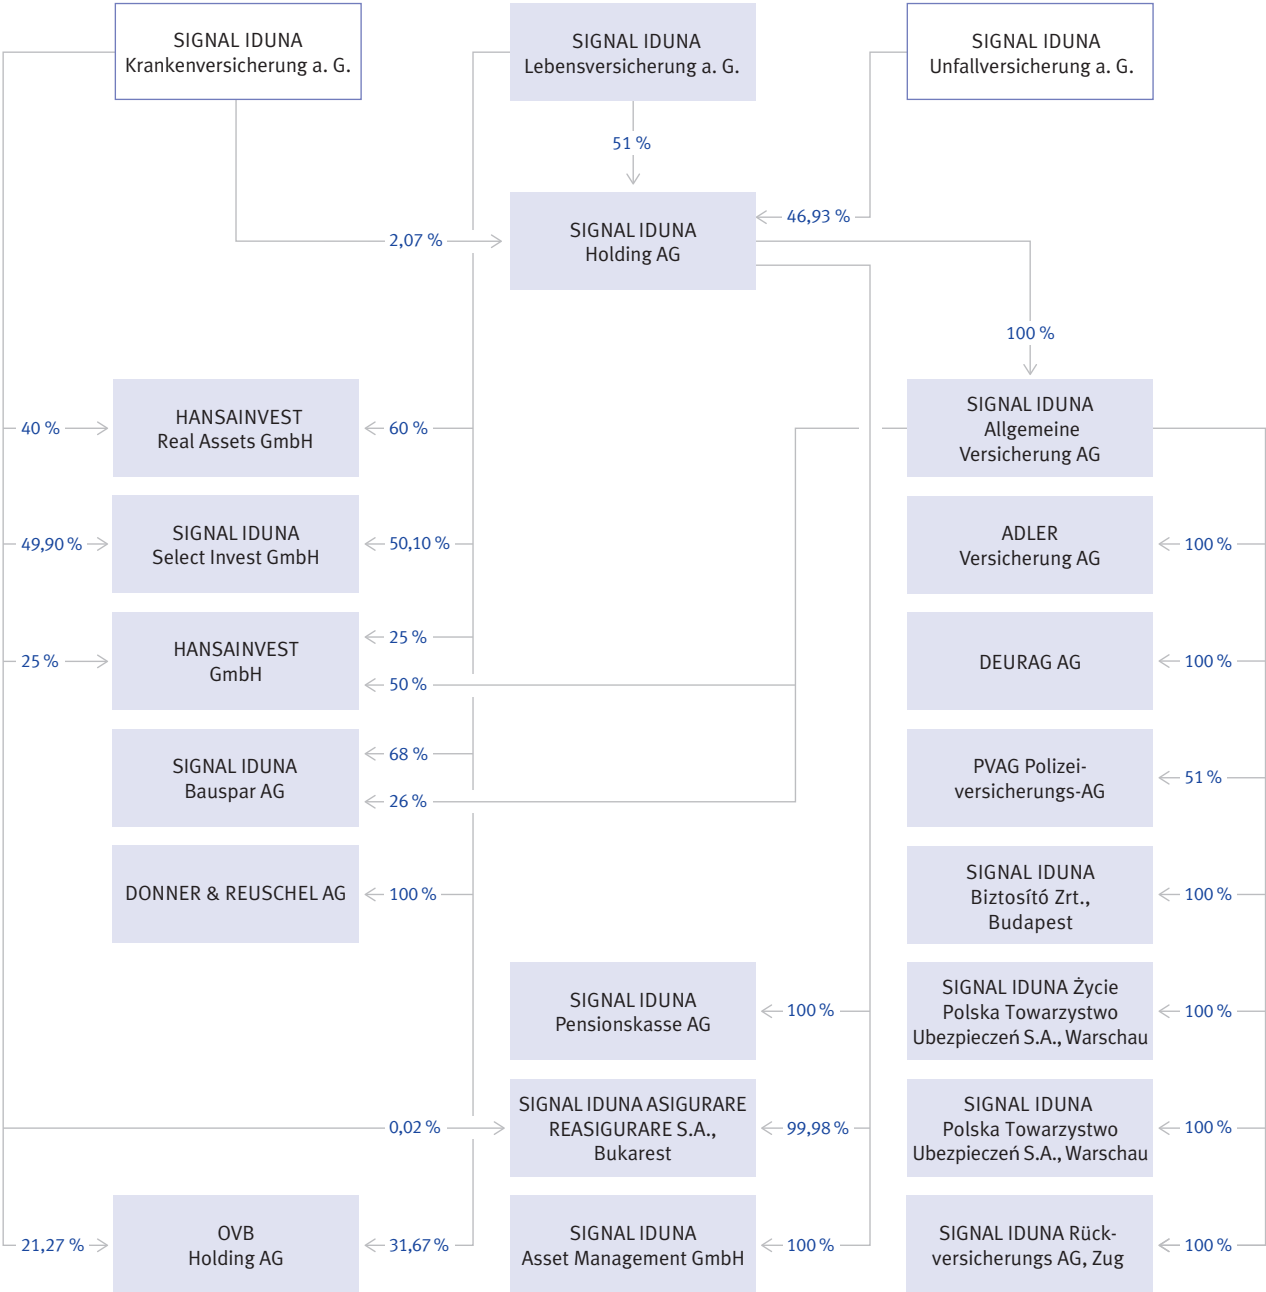 SIGNAL IDUNA
Krankenversicherung a. G.
SIGNAL IDUNA
Lebensversicherung a. G.
SIGNAL IDUNA
Unfallversicherung a. G.
51 %
SIGNAL IDUNA
Holding AG
46,93 %
2,07 %
100 %
HANSAINVEST
Real Assets GmbH
40 %
60 %
SIGNAL IDUNA
Allgemeine
Versicherung AG
SIGNAL IDUNA
Select Invest GmbH
49,90 %
50,10 %
ADLER
Versicherung AG
100 %
HANSAINVEST
GmbH
25 %
25 %
50 %
DEURAG AG
100 %
SIGNAL IDUNA
Bauspar AG
68 %
26 %
PVAG Polizei-
versicherungs-AG
51 %
DONNER & REUSCHEL AG
100 %
SIGNAL IDUNA
Biztosító Zrt.,
Budapest
100 %
SIGNAL IDUNA
Pensionskasse AG
100 %
SIGNAL IDUNA Życie
Polska Towarzystwo
Ubezpieczeń S.A., Warschau
100 %
0,02 %
SIGNAL IDUNA ASIGURARE
REASIGURARE S.A.,
Bukarest
99,98 %
SIGNAL IDUNA
Polska Towarzystwo
Ubezpieczeń S.A., Warschau
100 %
21,27 %
OVB
Holding AG
31,67 %
SIGNAL IDUNA
Asset Management GmbH
100 %
SIGNAL IDUNA Rück-
versicherungs AG, Zug
100 %